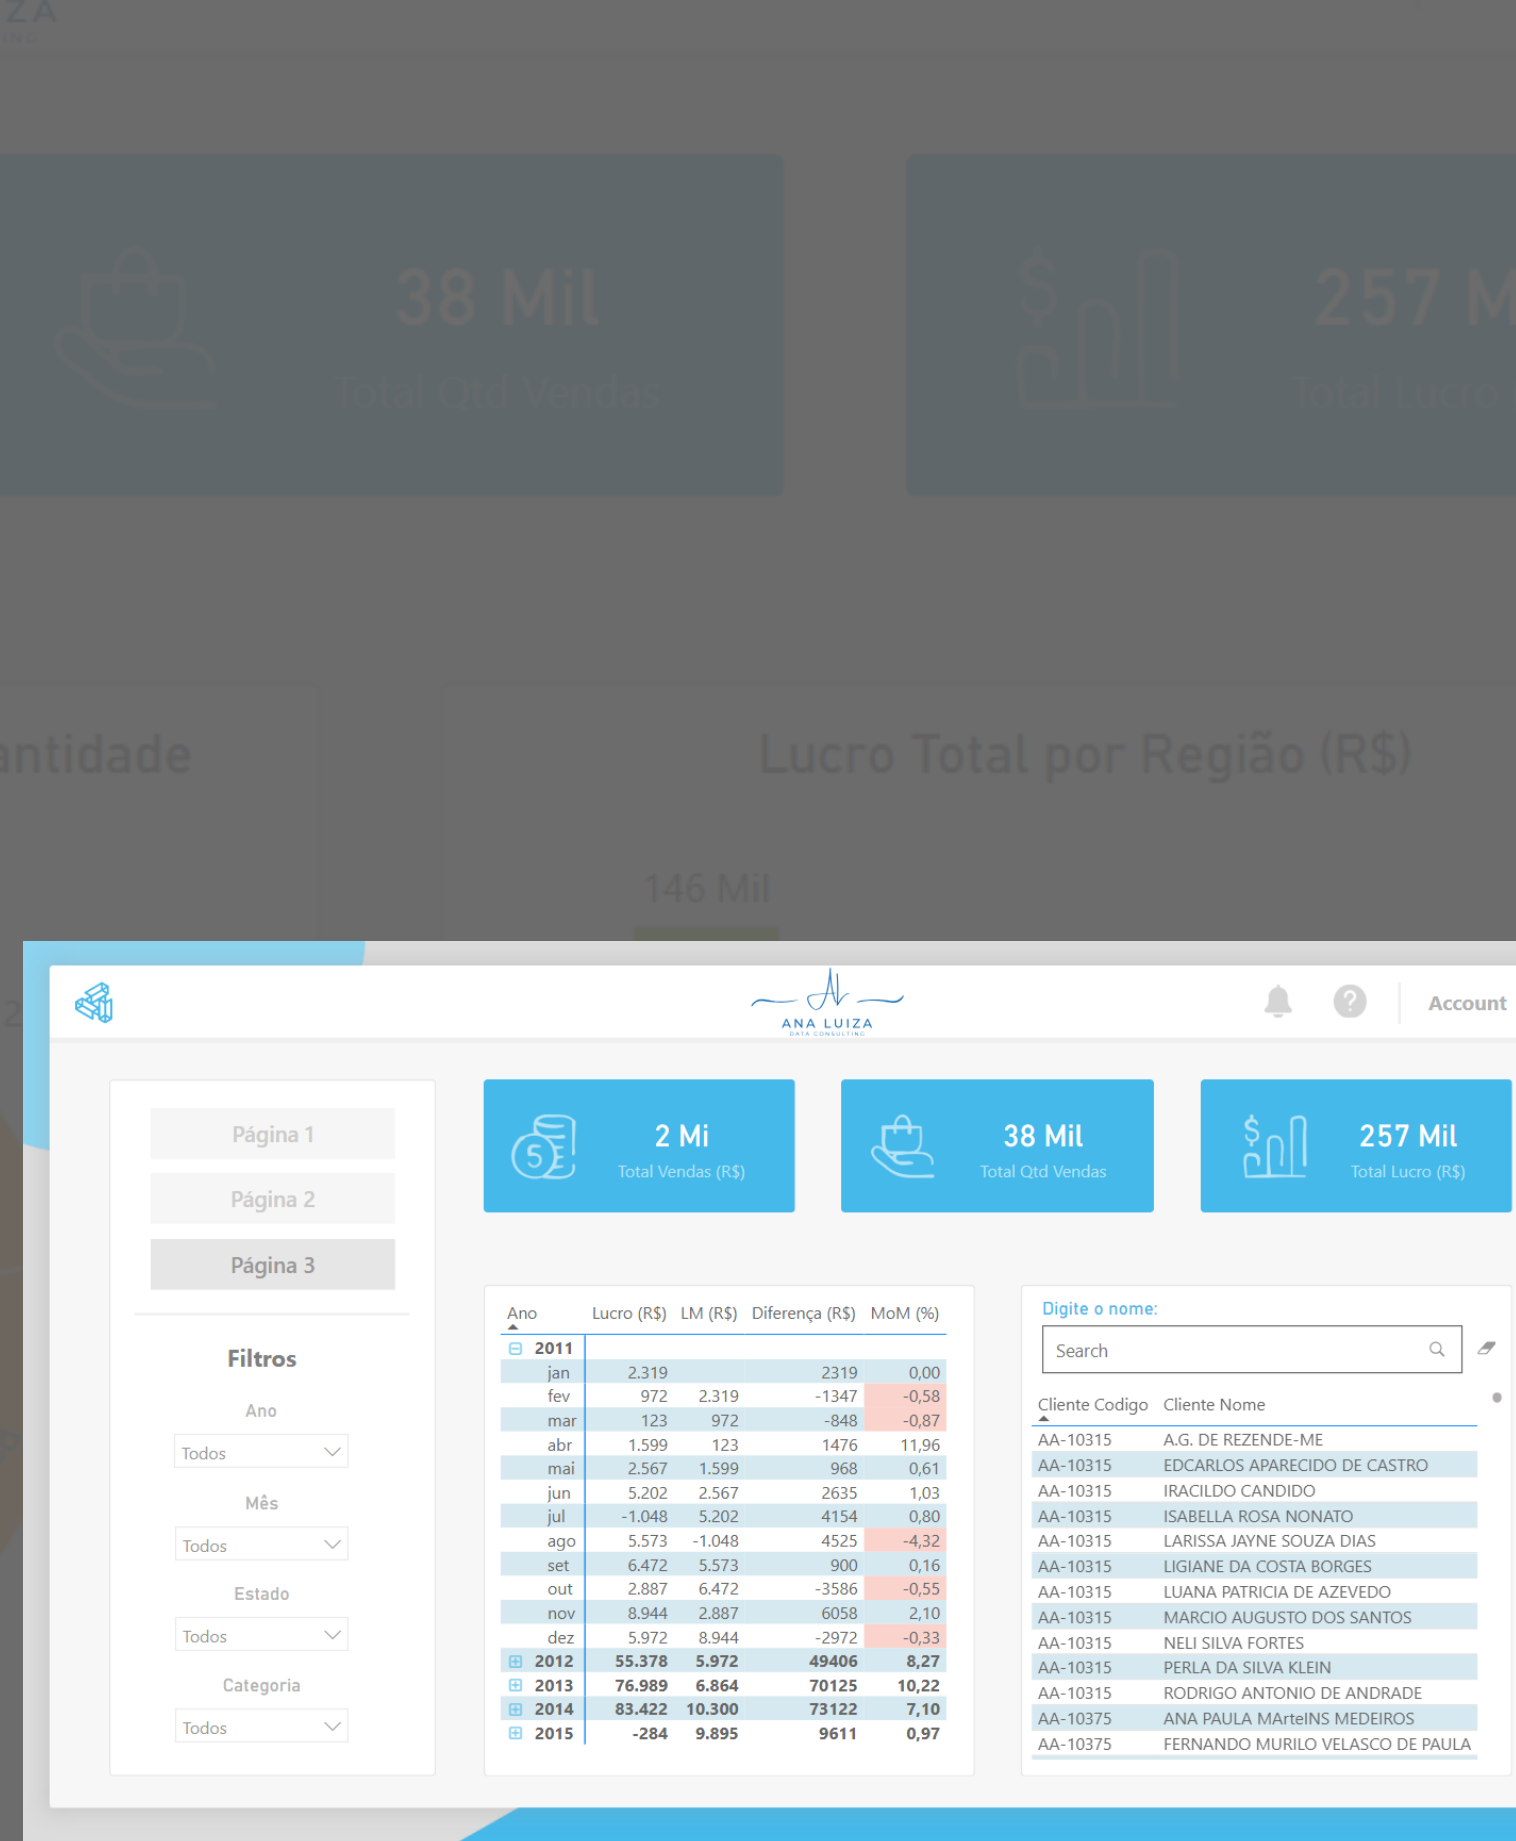 IZA
ING
38 Mil
Total Qtd Vendas
257 M
Total Lucro
antidade
Lucro Total por Região (R$)
146 Mil
2
ANA LUIZA
DATA CONSULTING
Account
Página 1
Página 2
Página 3
Filtros
Ano
Todos
Mês
Todos
Estado
Todos
Categoria
Todos
5
2 Mi
Total Vendas (R$)
38 Mil
Total Qtd Vendas
$
257 Mil
Total Lucro (R$)
Ano Lucro (R$) LM (R$) Diferença (R$) MoM (%)
2011
jan 2.319 2319 0,00
fev 972 2.319 -1347 -0,58
mar 123 972 -848 -0,87
abr 1.599 123 1476 11,96
mai 2.567 1.599 968 0,61
jun 5.202 2.567 2635 1,03
jul -1.048 5.202 4154 0,80
ago 5.573 -1.048 4525 -4,32
set 6.472 5.573 900 0,16
out 2.887 6.472 -3586 -0,55
nov 8.944 2.887 6058 2,10
dez 5.972 8.944 -2972 -0,33
2012 55.378 5.972 49406 8,27
2013 76.989 6.864 70125 10,22
2014 83.422 10.300 73122 7,10
2015 -284 9.895 9611 0,97
Digite o nome:
Search
Cliente Codigo Cliente Nome
AA-10315 A.G. DE REZENDE-ME
AA-10315 EDCARLOS APARECIDO DE CASTRO
AA-10315 IRACILDO CANDIDO
AA-10315 ISABELLA ROSA NONATO
AA-10315 LARISSA JAYNE SOUZA DIAS
AA-10315 LIGIANE DA COSTA BORGES
AA-10315 LUANA PATRICIA DE AZEVEDO
AA-10315 MARCIO AUGUSTO DOS SANTOS
AA-10315 NELI SILVA FORTES
AA-10315 PERLA DA SILVA KLEIN
AA-10315 RODRIGO ANTONIO DE ANDRADE
AA-10375 ANA PAULA MArteINS MEDEIROS
AA-10375 FERNANDO MURILO VELASCO DE PAULA